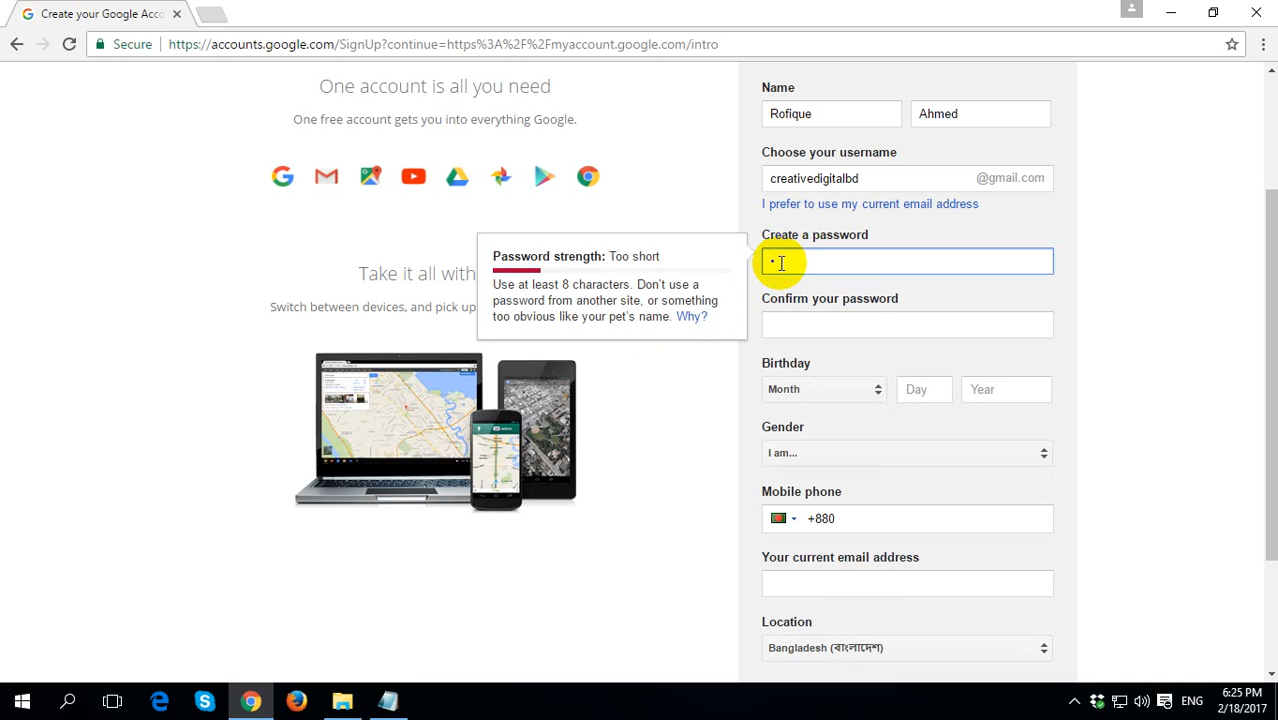 Create your Google Acco
Secure
https://accounts.google.com/SignUp?continue=https%3A%2F%2Fmyaccount.google.com/intro
One account is all you need
One free account gets you into everything Google.
Take it all with
Switch between devices, and pick up
Password strength: Too short
Use at least 8 characters. Don't use a
password from another site, or something
too obvious like your pet's name. Why?
Name
Rofique Ahmed
Choose your username
creativedigitalbd @gmail.com
I prefer to use my current email address
Create a password
Confirm your password
Birthday
Month Day Year
Gender
I am...
Mobile phone
+880
Your current email address
Location
Bangladesh (বাংলাদেশ)
ENG
6:25 PM
2/18/2017